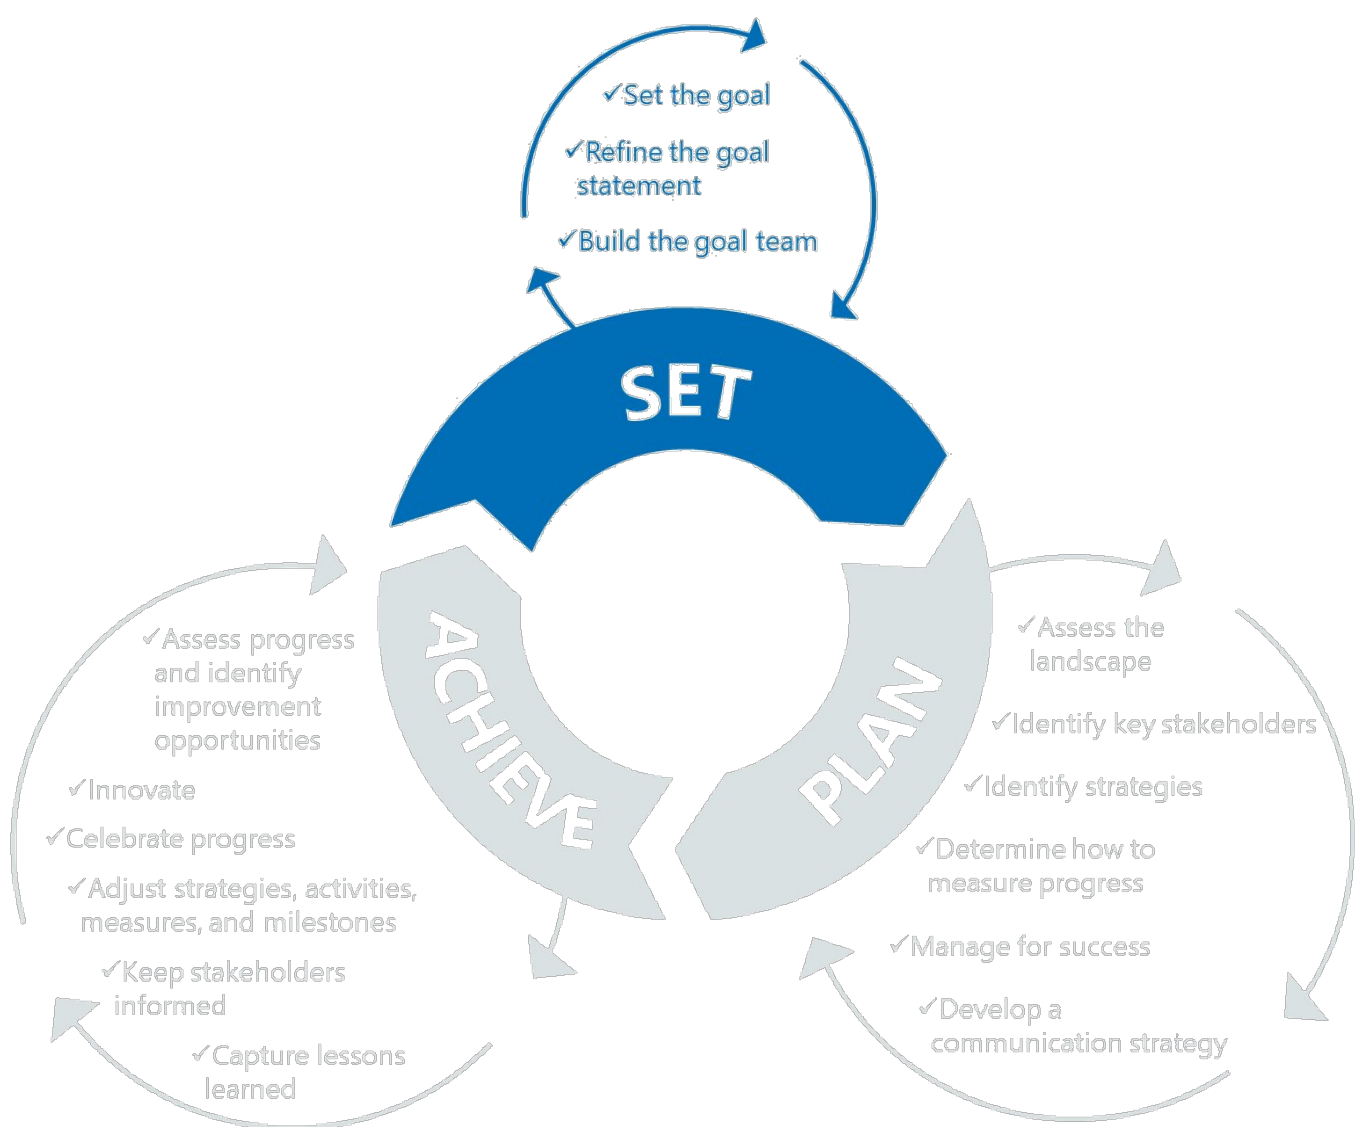 ✓Set the goal
✓Refine the goal
statement
✓Build the goal team
SET
PLAN
✓Assess the
landscape
✓Identify key stakeholders
✓Identify strategies
✓Determine how to
measure progress
✓Manage for success
✓Develop a
communication strategy
ACHIEVE
✓Assess progress
and identify
improvement
opportunities
✓Innovate
✓Celebrate progress
✓Adjust strategies, activities,
measures, and milestones
✓Keep stakeholders
informed
✓Capture lessons
learned